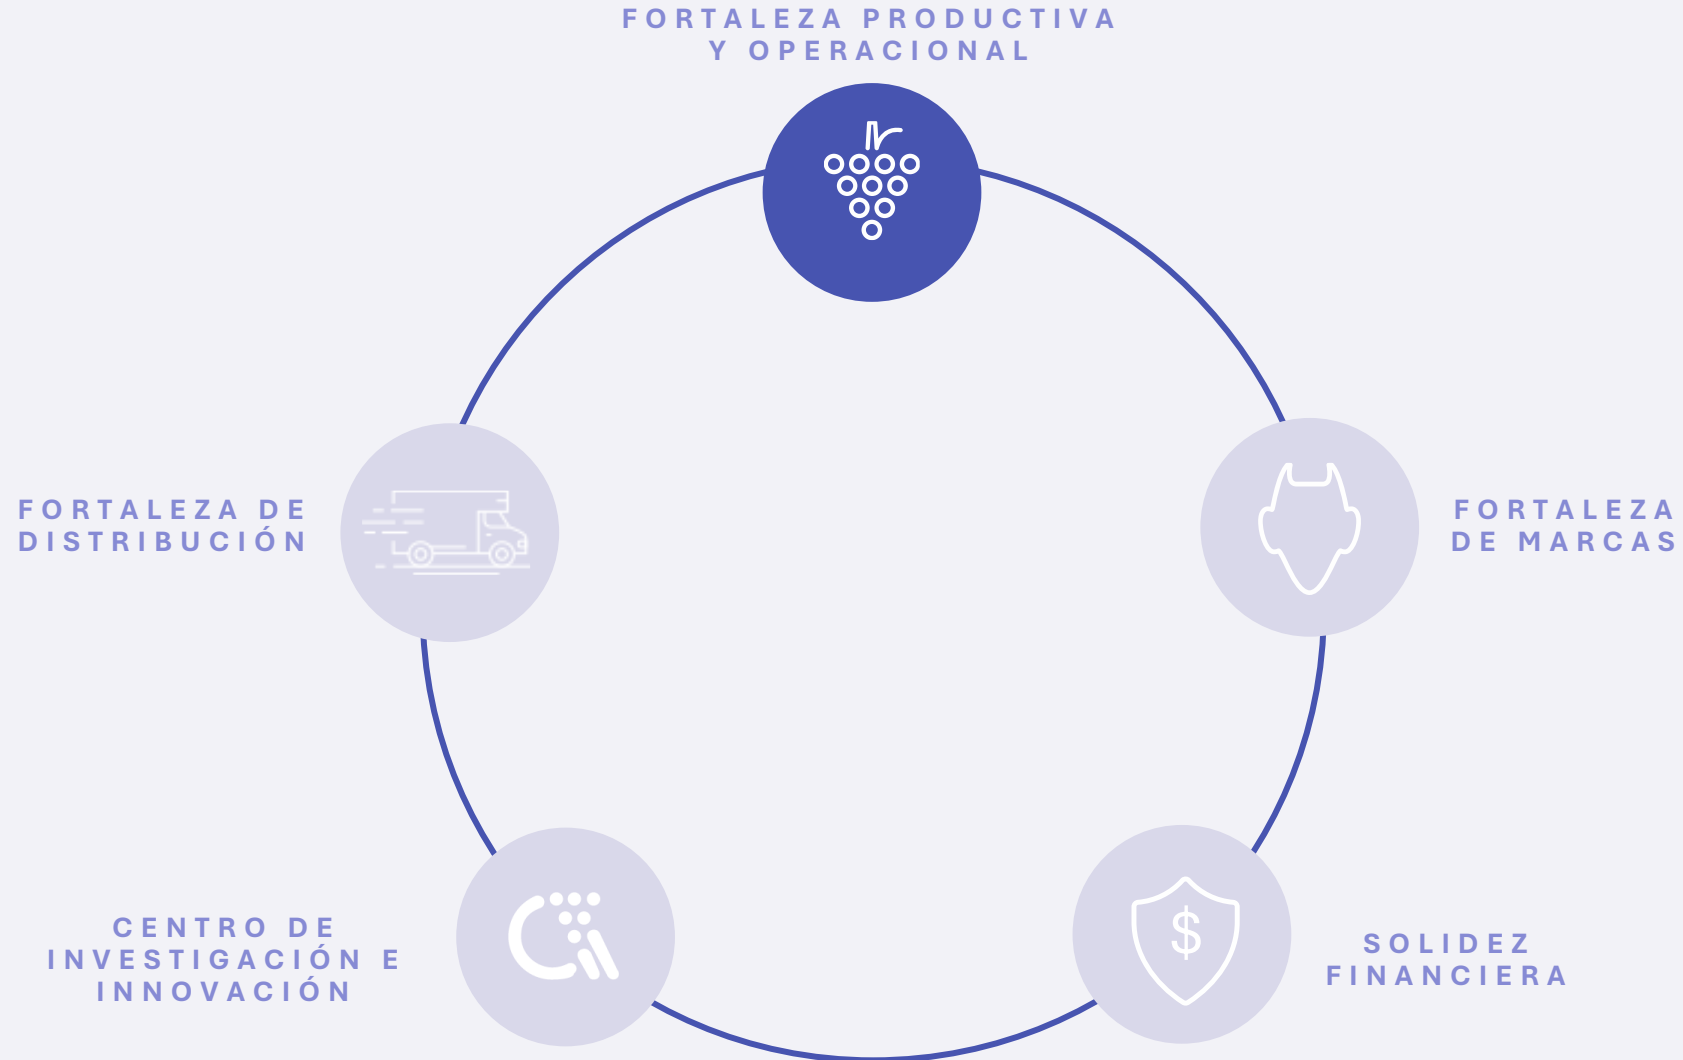 FORTALEZA PRODUCTIVA
Y OPERACIONAL
FORTALEZA DE
DISTRIBUCIÓN
FORTALEZA
DE MARCAS
CENTRO DE
INVESTIGACIÓN E
INNOVACIÓN
$
SOLIDEZ
FINANCIERA